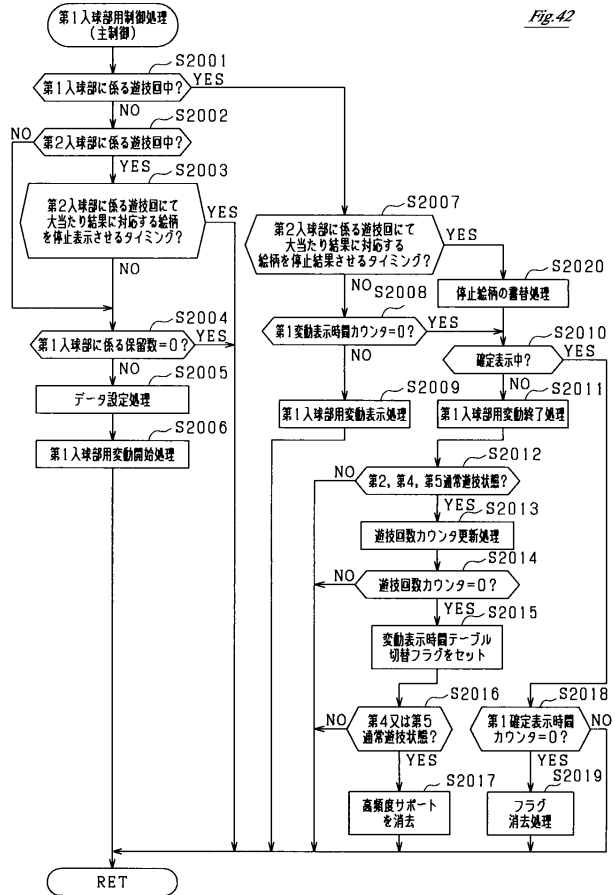 Fig.42
第1入球部用制御処理
(主制御)
S2001
第1入球部に係る遊技回中?
YES
NO
S2002
第2入球部に係る遊技回中?
NO
YES
S2003
第2入球部に係る遊技回にて
大当たり結果に対応する絵柄
を停止表示させるタイミング?
YES
NO
S2004
第1入球部に係る保留数=0?
YES
NO
S2005
データ設定処理
S2006
第1入球部用変動開始処理
S2007
第2入球部に係る遊技回にて
大当たり結果に対応する
絵柄を停止結果させるタイミング?
YES
NO
S2020
停止絵柄の書替処理
S2008
第1変動表示時間カウンタ=0?
YES
NO
S2010
確定表示中?
YES
NO
S2009
第1入球部用変動表示処理
S2011
第1入球部用変動終了処理
S2012
第2,第4,第5通常遊技状態?
NO
YES
S2013
遊技回数カウンタ更新処理
S2014
遊技回数カウンタ=0?
NO
YES
S2015
変動表示時間テーブル
切替フラグをセット
S2016
第4又は第5
通常遊技状態?
NO
YES
S2017
高頻度サポート
を消去
S2018
第1確定表示時間
カウンタ=0?
NO
YES
S2019
フラグ
消去処理
RET